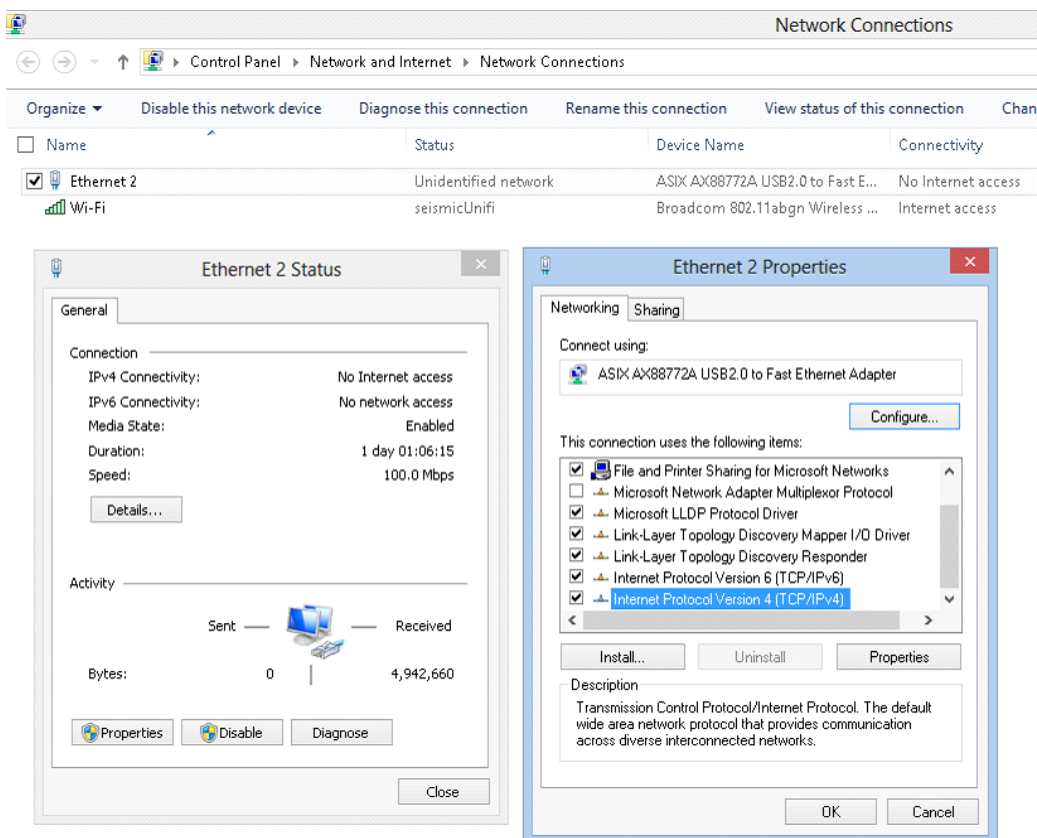 Network Connections
Control Panel Network and Internet Network Connections
Organize Disable this network device Diagnose this connection Rename this connection View status of this connection Chan
Name Status Device Name Connectivity
Ethernet 2 Unidentified network ASIX AX88772A USB2.0 to Fast E... No Internet access
Wi-Fi seismicUnifi Broadcom 802.11abgn Wireless ... Internet access
Ethernet 2 Status
General
Connection
IPv4 Connectivity: No Internet access
IPv6 Connectivity: No network access
Media State: Enabled
Duration: 1 day 01:06:15
Speed: 100.0 Mbps
Details...
Activity
Sent Received
Bytes: 0 4,942,660
Properties Disable Diagnose
Close
Ethernet 2 Properties
Networking Sharing
Connect using:
ASIX AX88772A USB2.0 to Fast Ethernet Adapter
Configure...
This connection uses the following items:
File and Printer Sharing for Microsoft Networks
Microsoft Network Adapter Multiplexor Protocol
Microsoft LLDP Protocol Driver
Link-Layer Topology Discovery Mapper I/O Driver
Link-Layer Topology Discovery Responder
Internet Protocol Version 6 (TCP/IPv6)
Internet Protocol Version 4 (TCP/IPv4)
Install... Uninstall Properties
Description
Transmission Control Protocol/Internet Protocol. The default
wide area network protocol that provides communication
across diverse interconnected networks.
OK Cancel